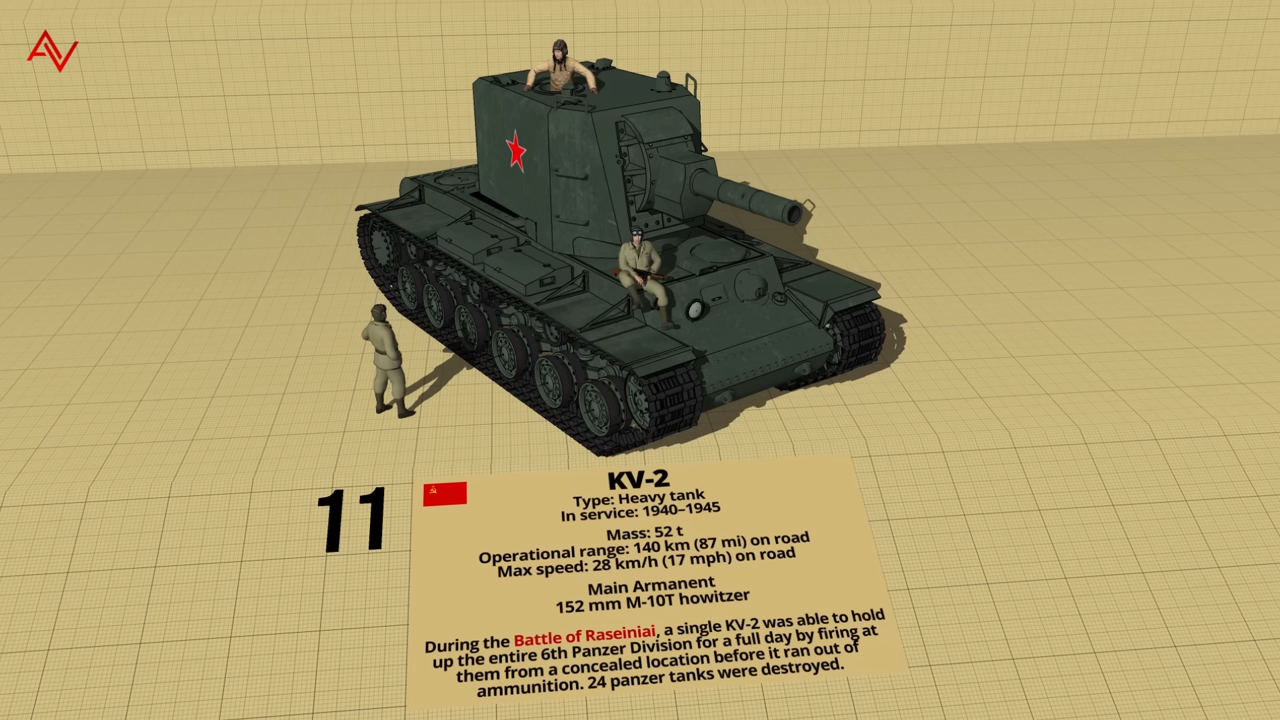 AV
11
KV-2
Type: Heavy tank
In service: 1940–1945
Mass: 52 t
Operational range: 140 km (87 mi) on road
Max speed: 28 km/h (17 mph) on road
Main Armanent
152 mm M-10T howitzer
During the Battle of Raseiniai, a single KV-2 was able to hold
up the entire 6th Panzer Division for a full day by firing at
them from a concealed location before it ran out of
ammunition. 24 panzer tanks were destroyed.